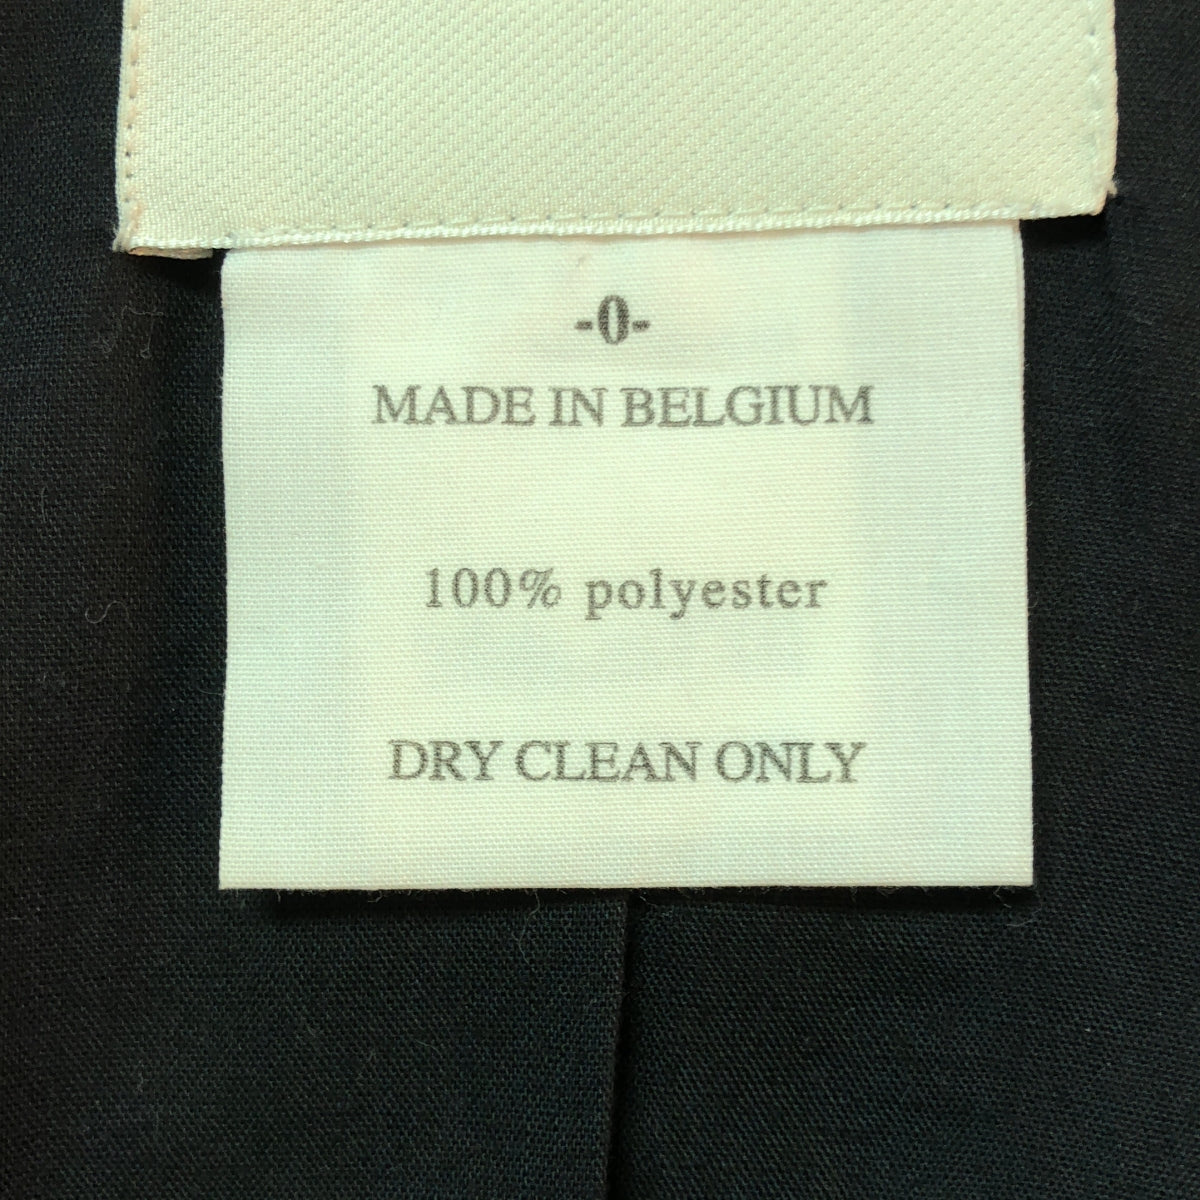 -0-
MADE IN BELGIUM
100% polyester
DRY CLEAN ONLY